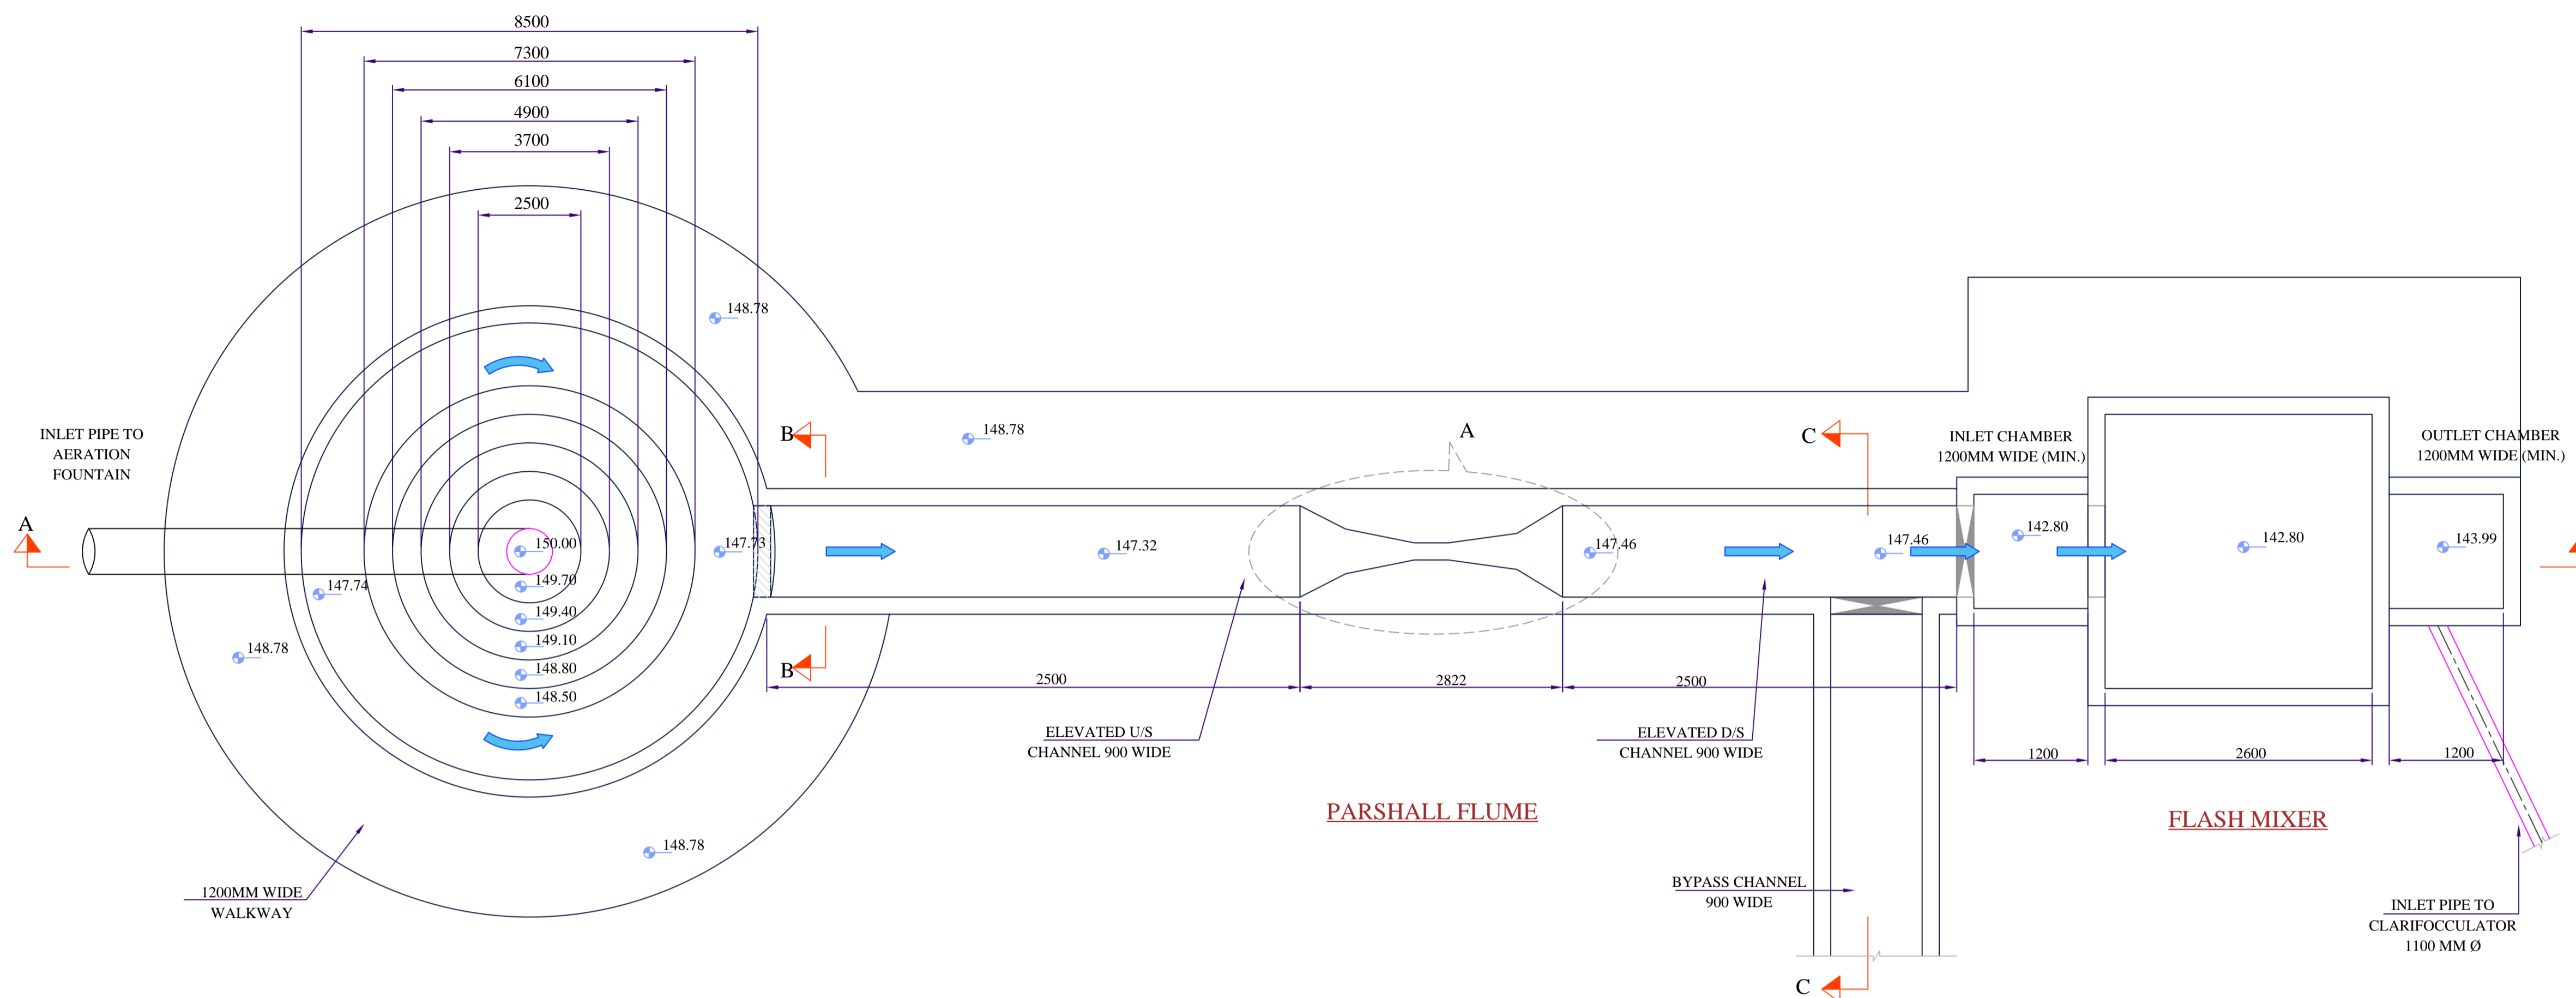 8500
7300
6100
4900
3700
2500
148.78
INLET PIPE TO
AERATION
FOUNTAIN
A
150.00
149.70
149.40
149.10
148.80
148.50
147.74
147.73
148.78
148.78
1200MM WIDE
WALKWAY
B
B
148.78
147.32
A
147.46
C
147.46
INLET CHAMBER
1200MM WIDE (MIN.)
142.80
142.80
OUTLET CHAMBER
1200MM WIDE (MIN.)
143.99
2500
2822
2500
ELEVATED U/S
CHANNEL 900 WIDE
ELEVATED D/S
CHANNEL 900 WIDE
1200
2600
1200
PARSHALL FLUME
FLASH MIXER
BYPASS CHANNEL
900 WIDE
INLET PIPE TO
CLARIFOCCULATOR
1100 MM Ø
C